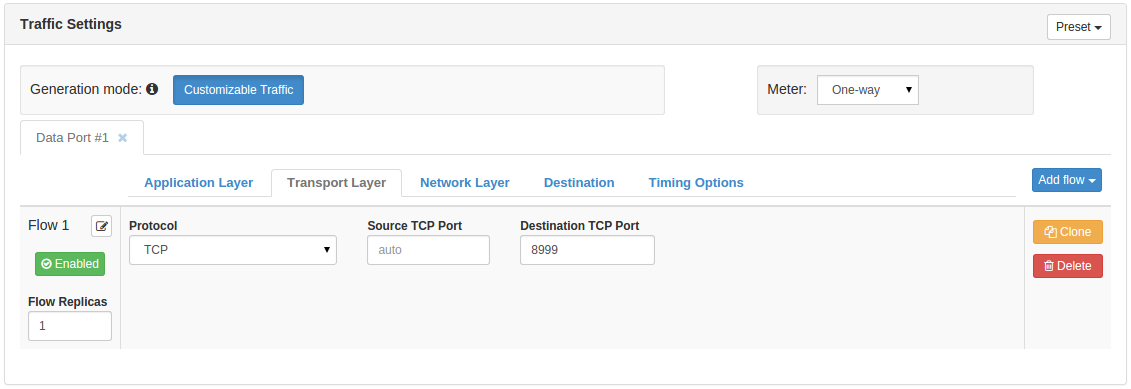 Traffic Settings
Preset
Generation mode:
Customizable Traffic
Meter:
One-way
Data Port #1
Application Layer
Transport Layer
Network Layer
Destination
Timing Options
Add flow
Flow 1
Protocol
Source TCP Port
Destination TCP Port
TCP
auto
8999
Clone
Enabled
Delete
Flow Replicas
1